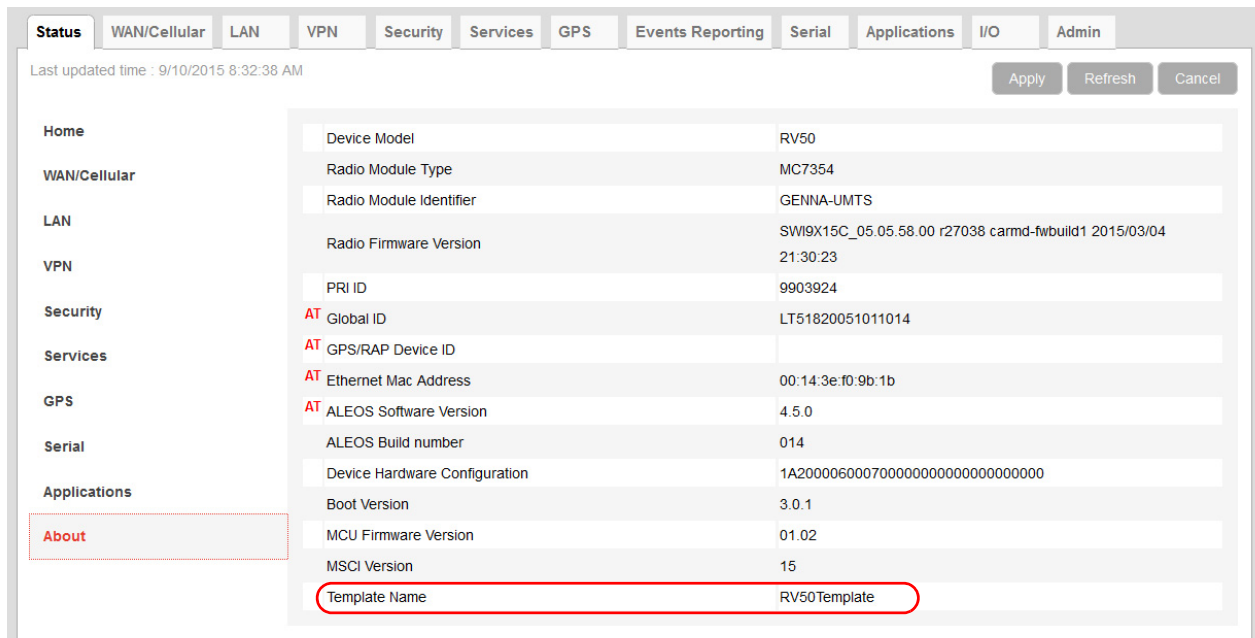 Status WAN/Cellular LAN VPN Security Services GPS Events Reporting Serial Applications I/O Admin
Last updated time : 9/10/2015 8:32:38 AM
Apply Refresh Cancel
Home
WAN/Cellular
LAN
VPN
Security
Services
GPS
Serial
Applications
About
Device Model RV50
Radio Module Type MC7354
Radio Module Identifier GENNA-UMTS
Radio Firmware Version SWI9X15C_05.05.58.00 r27038 carmd-fwbuild1 2015/03/04
21:30:23
PRI ID 9903924
AT Global ID LT51820051011014
AT GPS/RAP Device ID
AT Ethernet Mac Address 00:14:3e:f0:9b:1b
AT ALEOS Software Version 4.5.0
ALEOS Build number 014
Device Hardware Configuration
Boot Version 3.0.1
MCU Firmware Version 01.02
MSCI Version 15
Template Name RV50Template